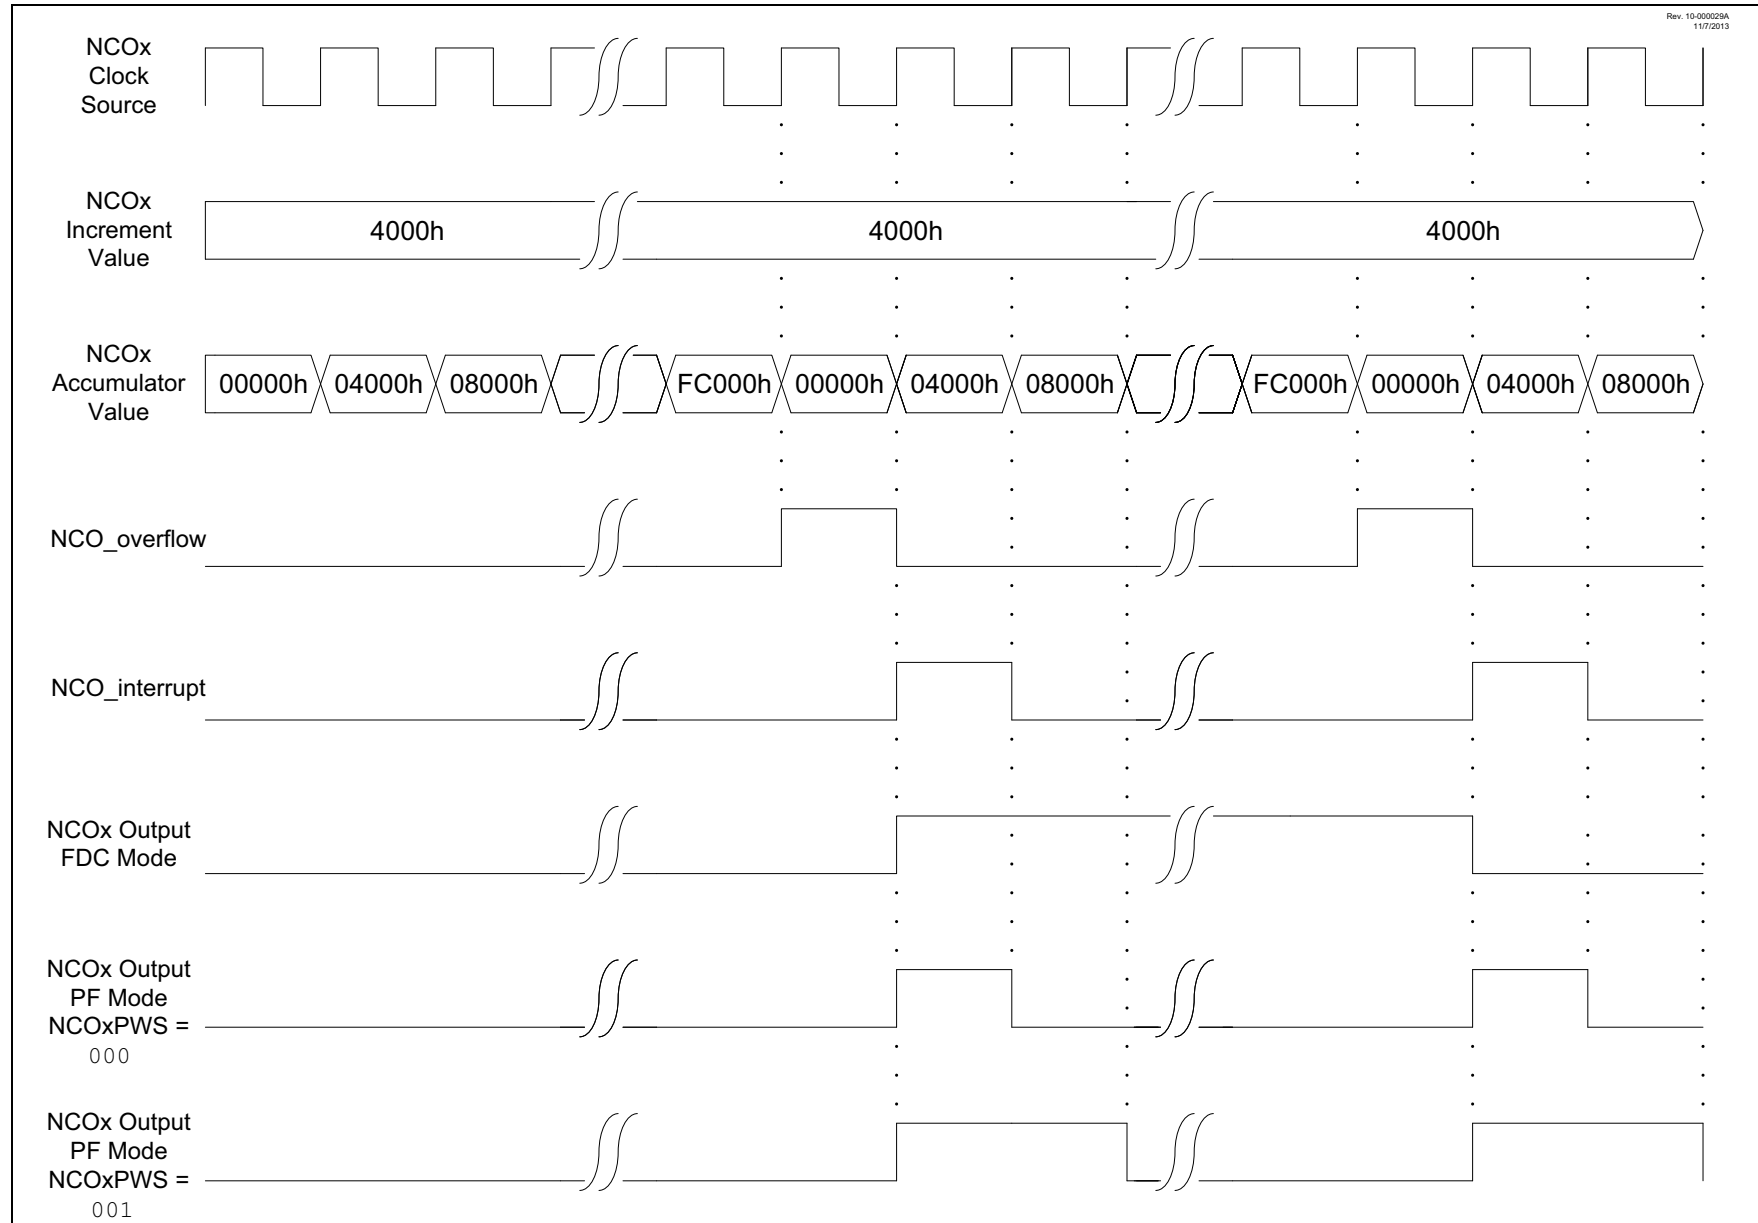 Rev. 10-000029A
11/7/2013
NCOx
Clock
Source
NCOx
Increment
Value
4000h
4000h
4000h
NCOx
Accumulator
Value
00000h
04000h
08000h
FC000h
00000h
04000h
08000h
FC000h
00000h
04000h
08000h
NCO_overflow
NCO_interrupt
NCOx Output
FDC Mode
NCOx Output
PF Mode
NCOxPWS =
000
NCOx Output
PF Mode
NCOxPWS =
001